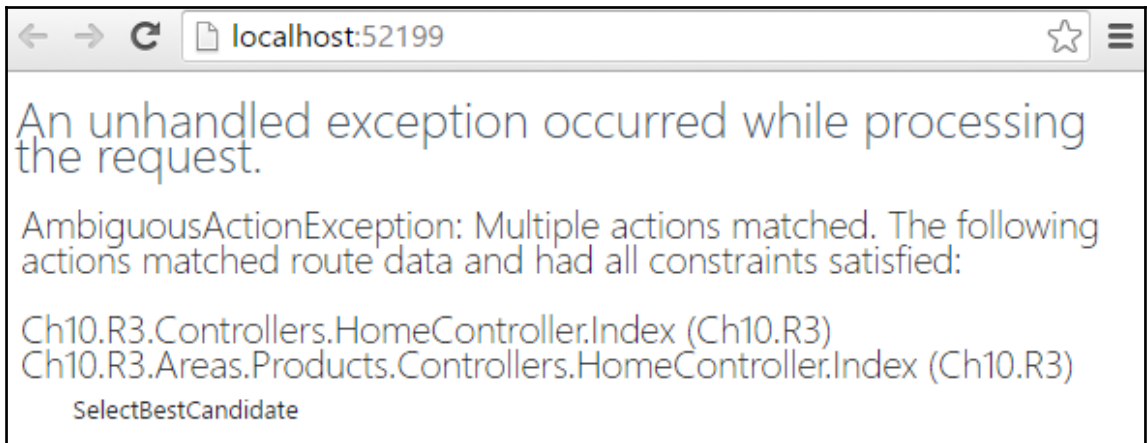 localhost:52199
An unhandled exception occurred while processing
the request.
AmbiguousActionException: Multiple actions matched. The following
actions matched route data and had all constraints satisfied:
Ch10.R3.Controllers.HomeController.Index (Ch10.R3)
Ch10.R3.Areas.Products.Controllers.HomeController.Index (Ch10.R3)
SelectBestCandidate